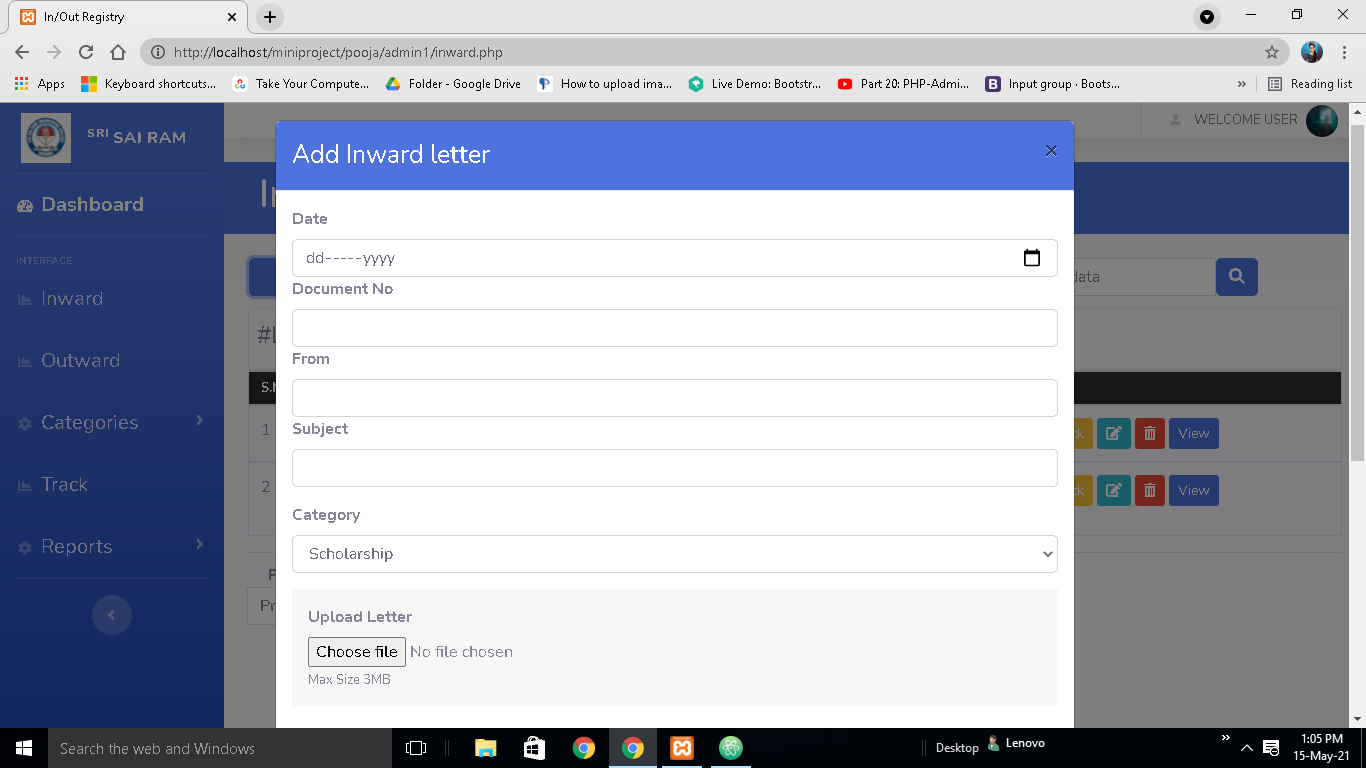 In/Out Registry
http://localhost/miniproject/pooja/admin1/inward.php
Apps Keyboard shortcuts... Take Your Compute... Folder - Google Drive How to upload ima... Live Demo: Bootstr... Part 20: PHP-Admi... Input group · Boots... » Reading list
SRI SAI RAM
WELCOME USER
Add Inward letter ×
Dashboard
INTERFACE
Inward
Outward
Categories
Track
Reports
Date
dd-----yyyy
Document No
From
Subject
Category
Scholarship
Upload Letter
Choose file No file chosen
Max Size 3MB
data
1
View
2
View
Search the web and Windows
Desktop
Lenovo
1:05 PM
15-May-21